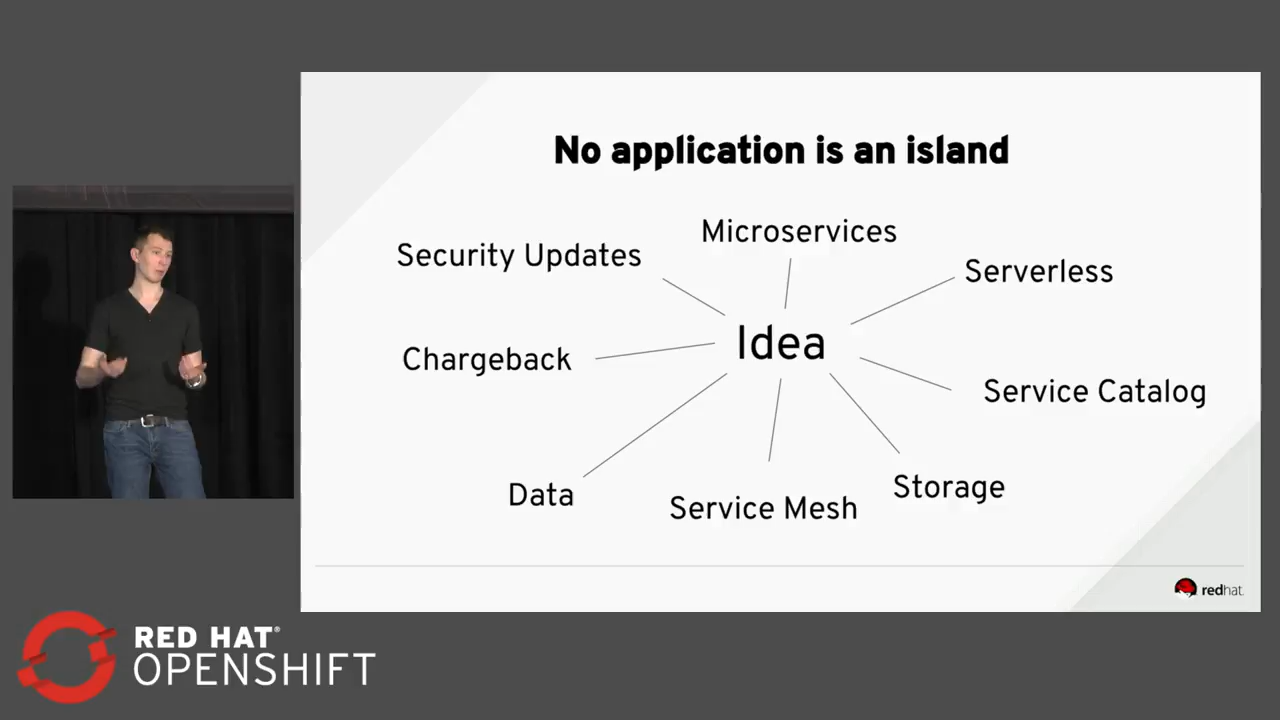 No application is an island
Microservices
Security Updates
Serverless
Idea
Chargeback
Service Catalog
Data
Service Mesh
Storage
redhat.
RED HAT®
OPENSHIFT